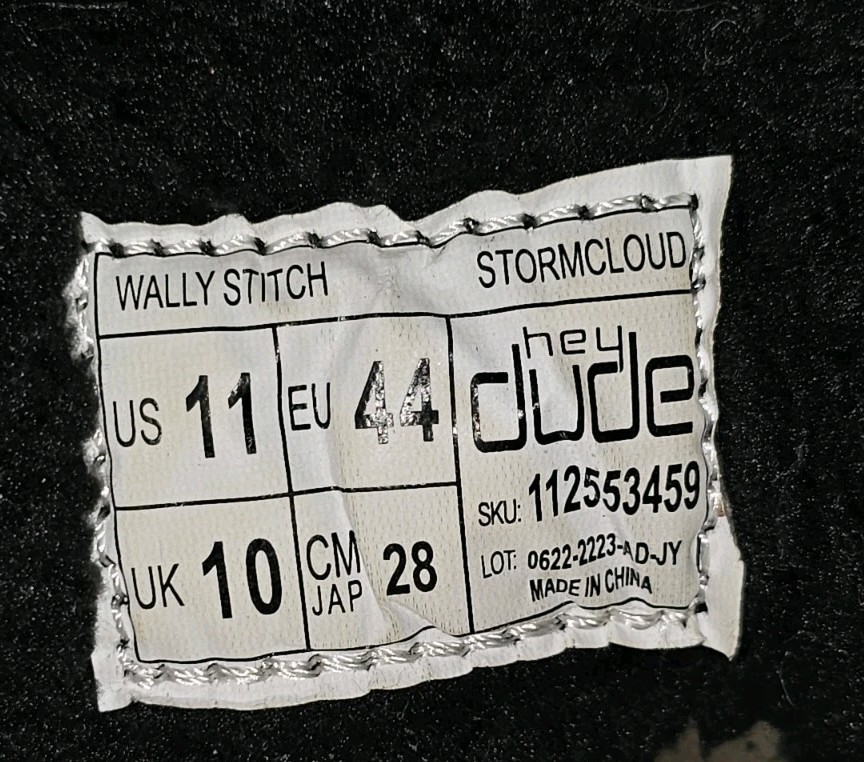 WALLY STITCH STORMCLOUD
US 11 EU 44
UK 10 CM JAP 28
hey
dude
SKU: 112553459
LOT: 0622-2223-AD-JY
MADE IN CHINA